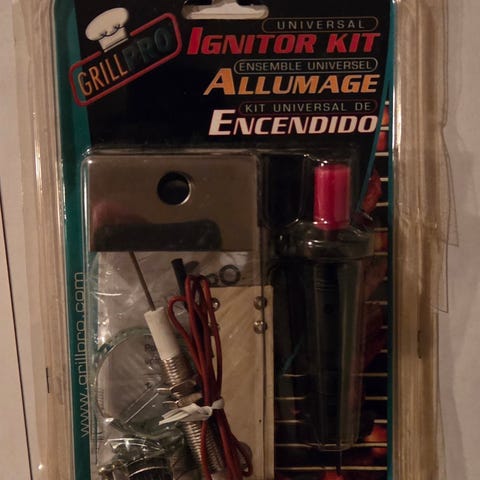 GRILLPRO
UNIVERSAL
IGNITOR KIT
ENSEMBLE UNIVERSEL
ALLUMAGE
KIT UNIVERSAL DE
ENCENDIDO
www.grillpro.com